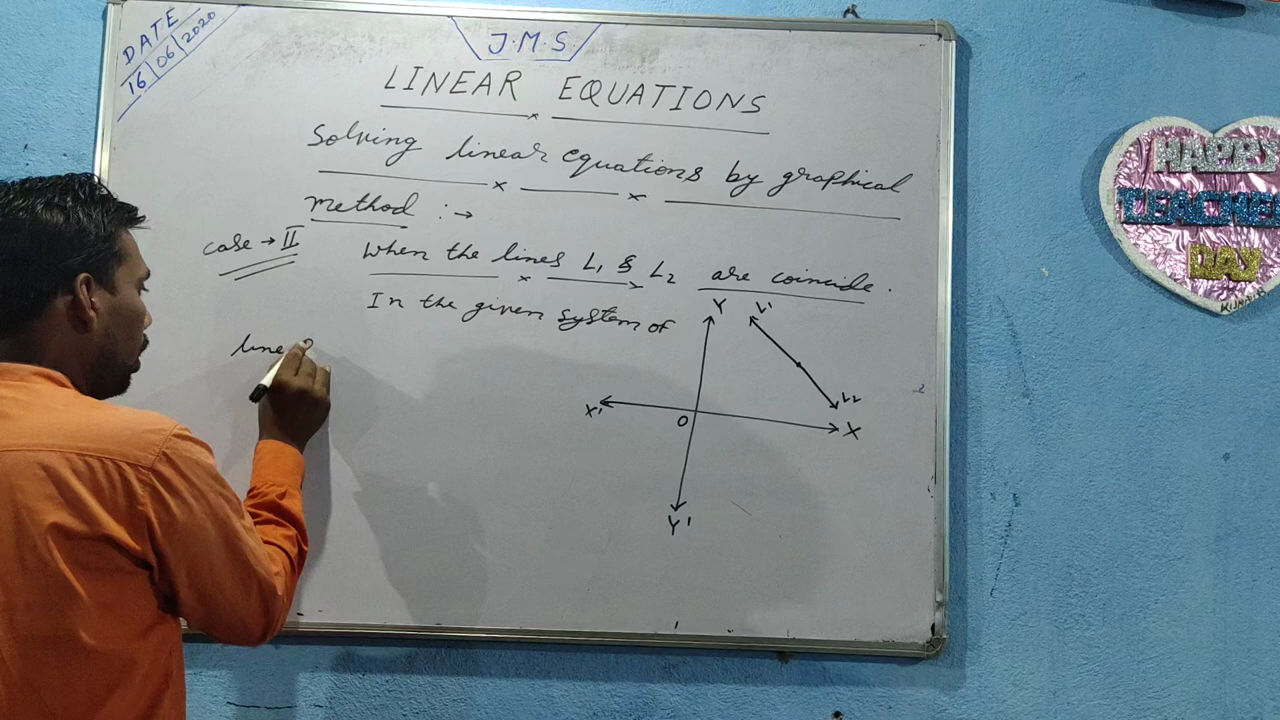 DATE
16/06/2020
J.M.S.
LINEAR EQUATIONS
Solving linear equations by graphical
method :→
case → II
When the lines L₁ & L₂ are coincide.
In the given system of
line
Y
L₁
L₂
X'
O
X
Y'
HAPPY
TEACHER
DAY